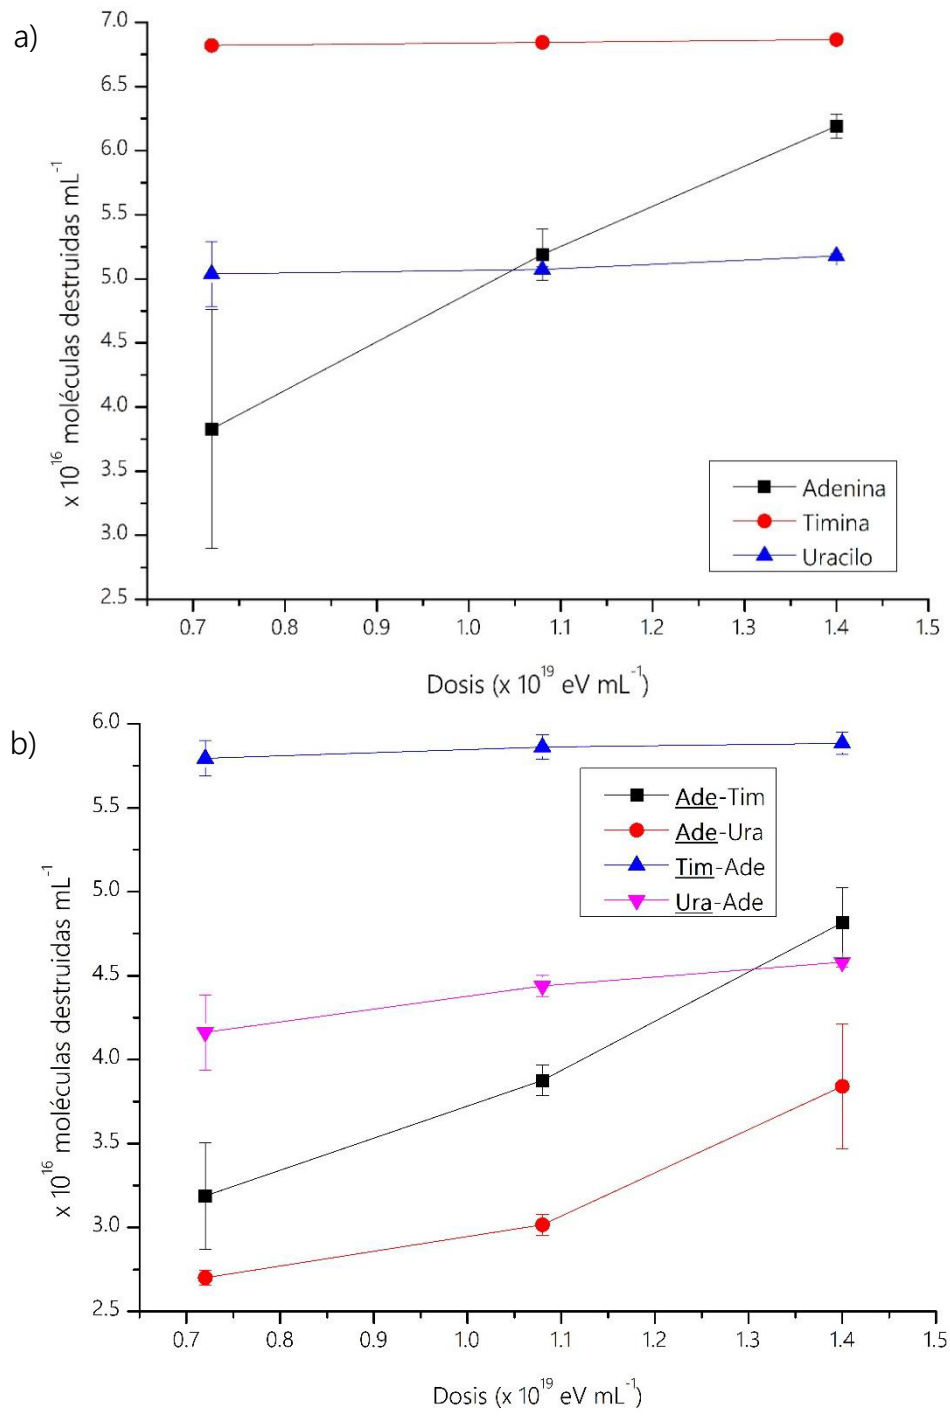 a)
x 10¹⁶ moléculas destruidas mL⁻¹
7.0
6.5
6.0
5.5
5.0
4.5
4.0
3.5
3.0
2.5
Adenina
Timina
Uracilo
0.7 0.8 0.9 1.0 1.1 1.2 1.3 1.4 1.5
Dosis (x 10¹⁹ eV mL⁻¹)
b)
x 10¹⁶ moléculas destruidas mL⁻¹
6.0
5.5
5.0
4.5
4.0
3.5
3.0
2.5
Ade-Tim
Ade-Ura
Tim-Ade
Ura-Ade
0.7 0.8 0.9 1.0 1.1 1.2 1.3 1.4 1.5
Dosis (x 10¹⁹ eV mL⁻¹)